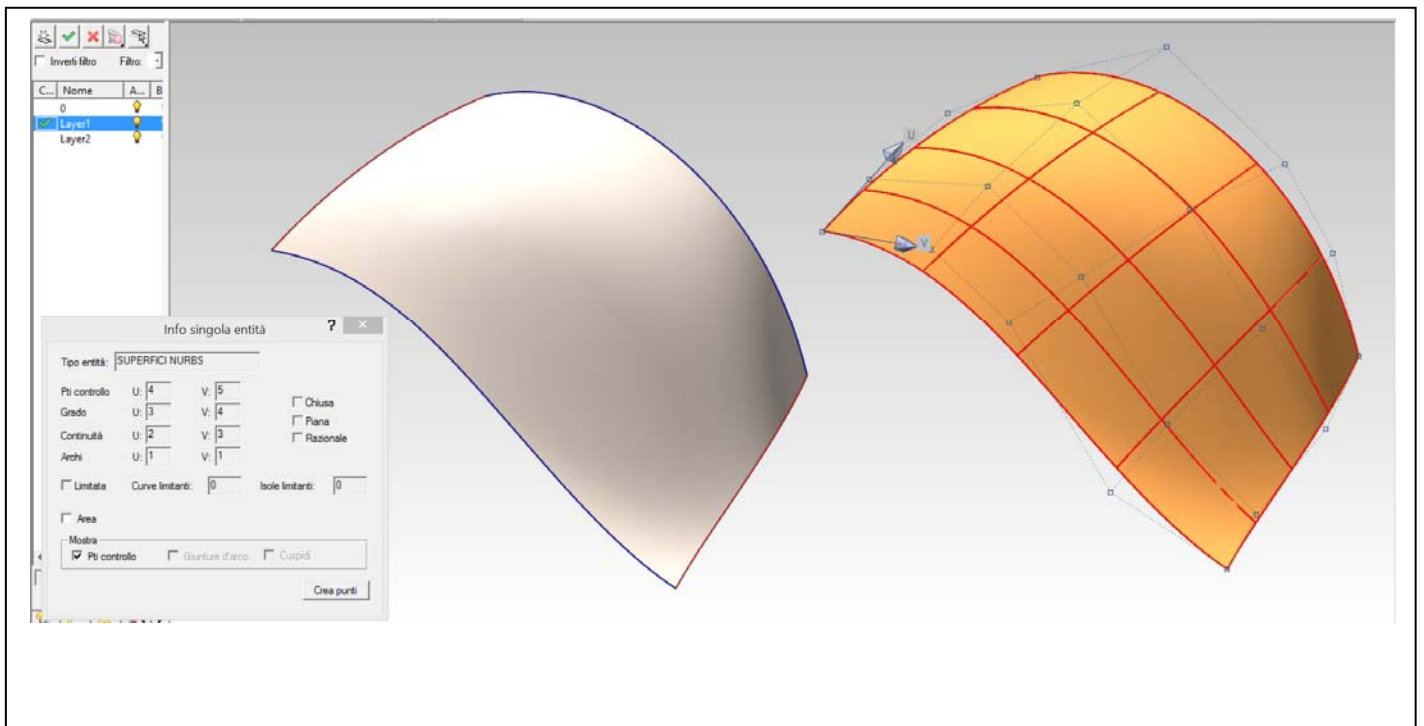 Inverti filtro Filtro:
C... Nome A... B
0
Layer1
Layer2
U
V
Info singola entità ? ×
Tipo entità: SUPERFICI NURBS
Pti controllo U: 4 V: 5
Grado U: 3 V: 4
Continuità U: 2 V: 3
Archi U: 1 V: 1
Chiusa
Piana
Razionale
Limitata Curve limitanti: 0 Isole limitanti: 0
Area
Mostra
Pti controllo Giunture d'arco Cuspidi
Crea punti